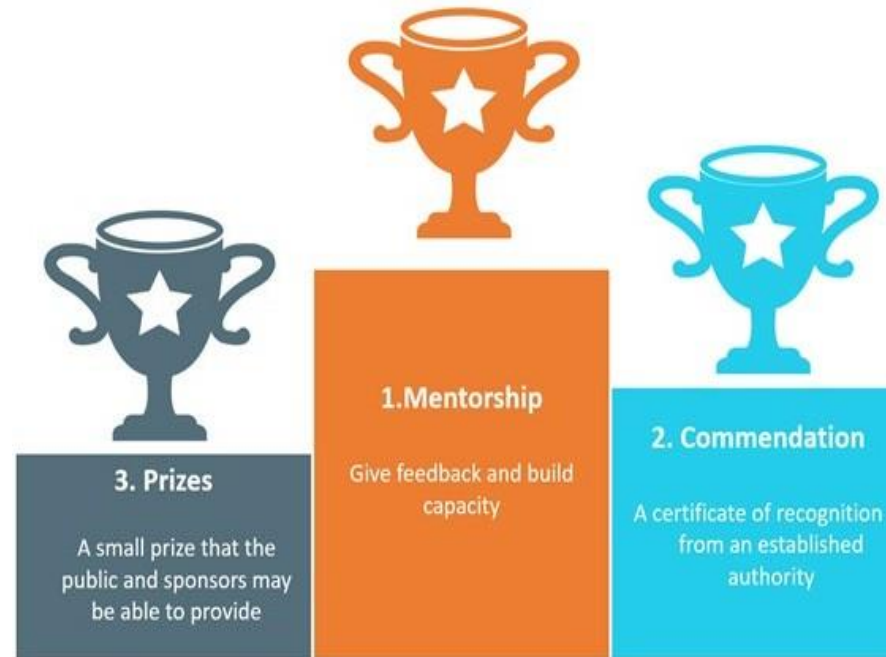 3. Prizes
A small prize that the
public and sponsors may
be able to provide
1.Mentorship
Give feedback and build
capacity
2. Commendation
A certificate of recognition
from an established
authority